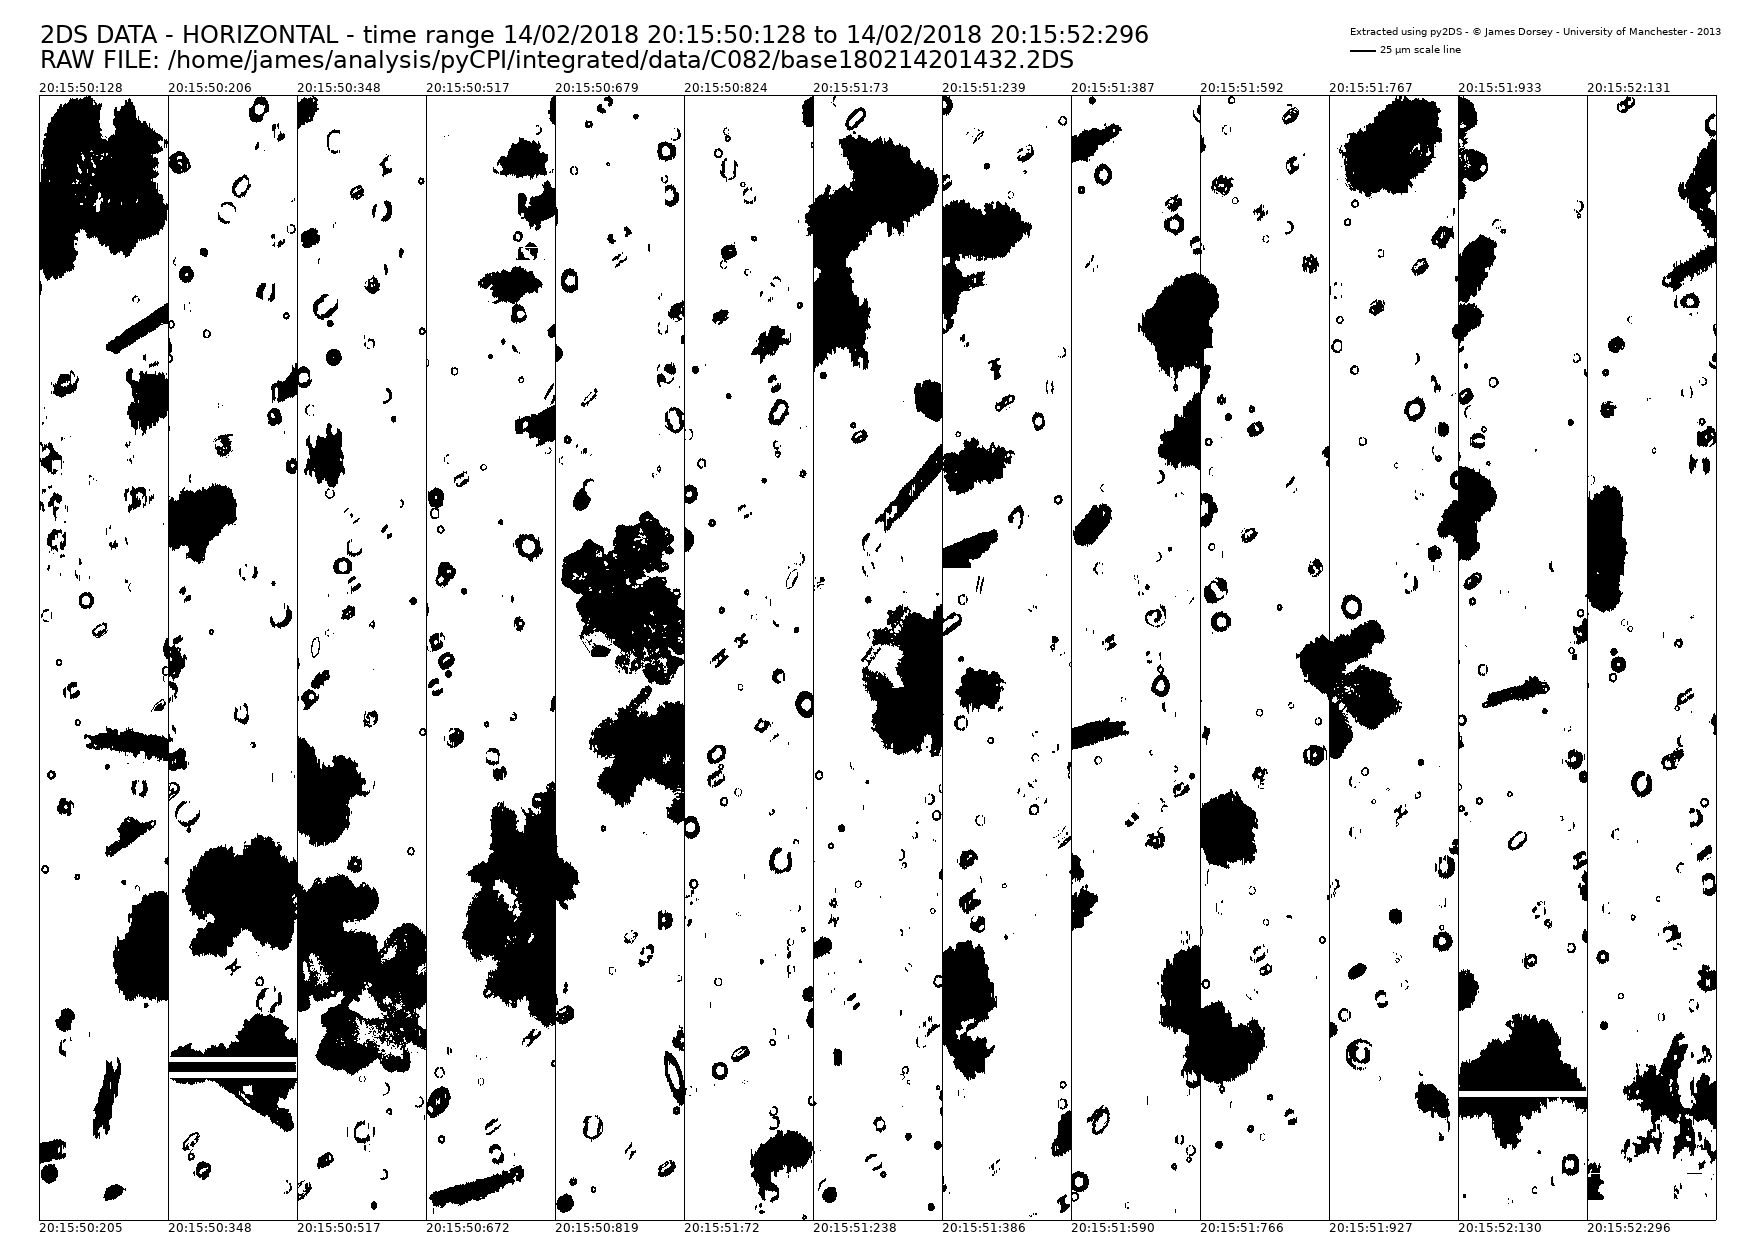 2DS DATA - HORIZONTAL - time range 14/02/2018 20:15:50:128 to 14/02/2018 20:15:52:296
RAW FILE: /home/james/analysis/pyCPI/integrated/data/C082/base180214201432.2DS
Extracted using py2DS - © James Dorsey - University of Manchester - 2013
25 µm scale line
20:15:50:128 20:15:50:206 20:15:50:348 20:15:50:517 20:15:50:679 20:15:50:824 20:15:51:73 20:15:51:239 20:15:51:387 20:15:51:592 20:15:51:767 20:15:51:933 20:15:52:131
20:15:50:205 20:15:50:348 20:15:50:517 20:15:50:672 20:15:50:819 20:15:51:72 20:15:51:238 20:15:51:386 20:15:51:590 20:15:51:766 20:15:51:927 20:15:52:130 20:15:52:296